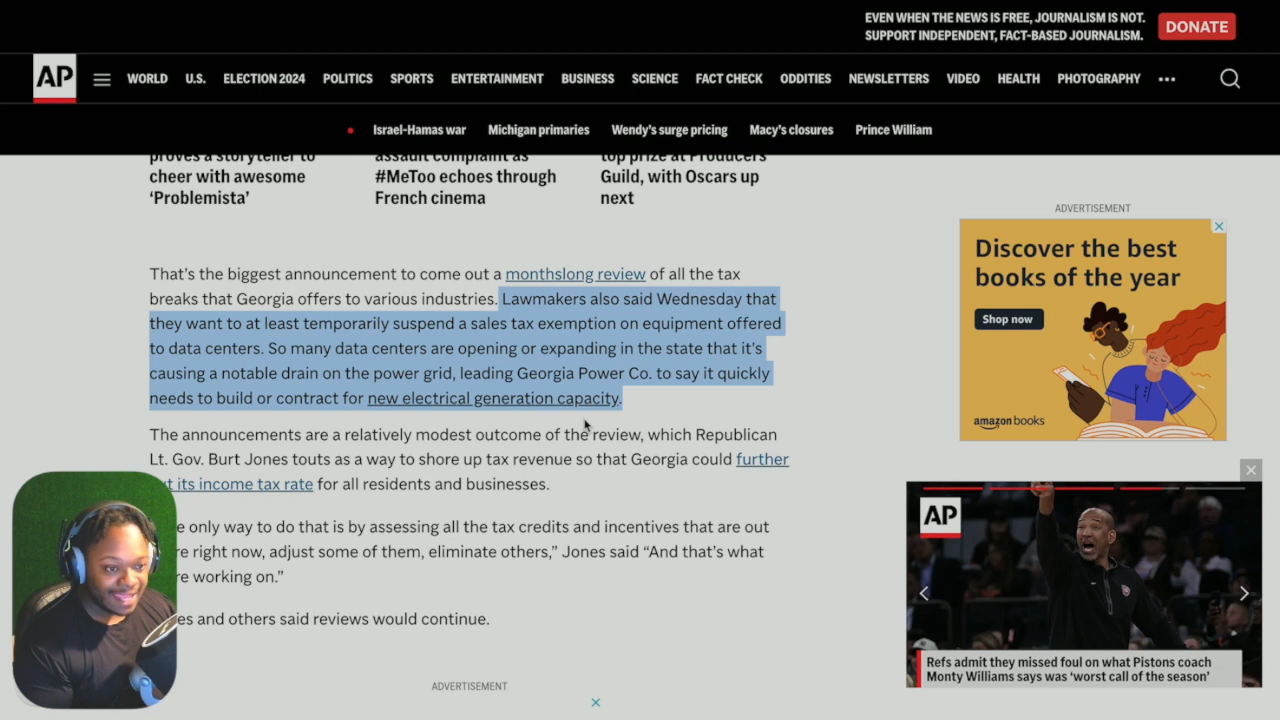 EVEN WHEN THE NEWS IS FREE, JOURNALISM IS NOT.
SUPPORT INDEPENDENT, FACT-BASED JOURNALISM.
DONATE
AP
WORLD U.S. ELECTION 2024 POLITICS SPORTS ENTERTAINMENT BUSINESS SCIENCE FACT CHECK ODDITIES NEWSLETTERS VIDEO HEALTH PHOTOGRAPHY
Israel-Hamas war Michigan primaries Wendy's surge pricing Macy's closures Prince William
proves a storyteller to
cheer with awesome
‘Problemista’
assault complaint as
#MeToo echoes through
French cinema
top prize at Producers
Guild, with Oscars up
next
That’s the biggest announcement to come out a monthslong review of all the tax
breaks that Georgia offers to various industries. Lawmakers also said Wednesday that
they want to at least temporarily suspend a sales tax exemption on equipment offered
to data centers. So many data centers are opening or expanding in the state that it’s
causing a notable drain on the power grid, leading Georgia Power Co. to say it quickly
needs to build or contract for new electrical generation capacity.
The announcements are a relatively modest outcome of the review, which Republican
Lt. Gov. Burt Jones touts as a way to shore up tax revenue so that Georgia could further
its income tax rate for all residents and businesses.
only way to do that is by assessing all the tax credits and incentives that are out
right now, adjust some of them, eliminate others,” Jones said “And that’s what
working on.”
and others said reviews would continue.
ADVERTISEMENT
ADVERTISEMENT
Discover the best
books of the year
Shop now
amazon books
AP
Refs admit they missed foul on what Pistons coach
Monty Williams says was ‘worst call of the season’